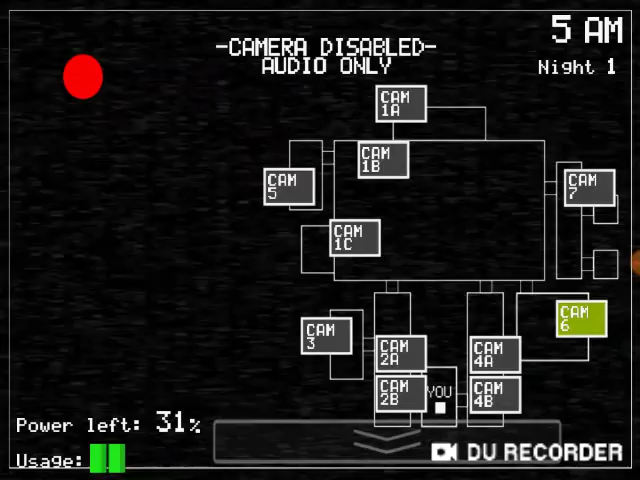 5 AM
-CAMERA DISABLED-
AUDIO ONLY
Night 1
CAM
1A
CAM
1B
CAM
5
CAM
7
CAM
1C
CAM
6
CAM
3
CAM
2A
CAM
4A
CAM
2B
YOU
CAM
4B
Power left: 31%
Usage:
DU RECORDER